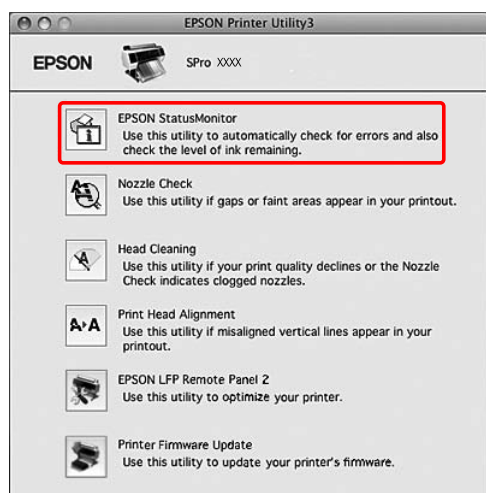 EPSON Printer Utility3
EPSON
SPro XXXX
EPSON StatusMonitor
Use this utility to automatically check for errors and also
check the level of ink remaining.
Nozzle Check
Use this utility if gaps or faint areas appear in your printout.
Head Cleaning
Use this utility if your print quality declines or the Nozzle
Check indicates clogged nozzles.
Print Head Alignment
Use this utility if misaligned vertical lines appear in your
printout.
EPSON LFP Remote Panel 2
Use this utility to optimize your printer.
Printer Firmware Update
Use this utility to update your printer's firmware.